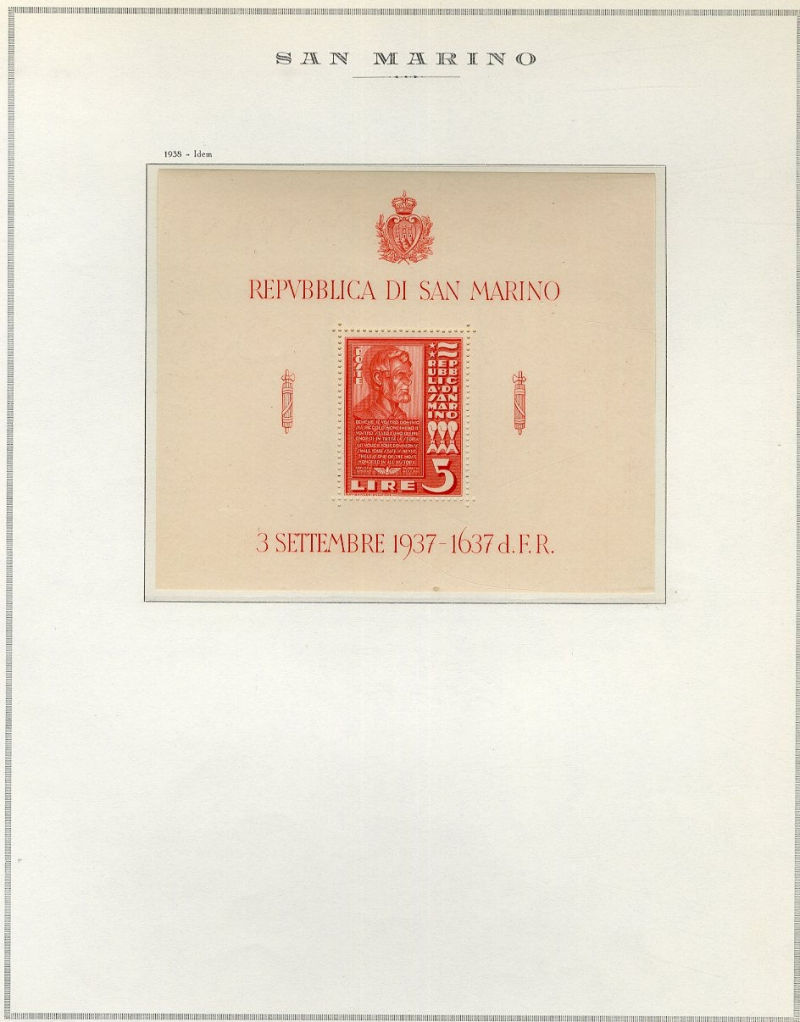 SAN MARINO
1938 - Idem
REPVBBLICA DI SAN MARINO
POSTE
REPVBBLICA DI SAN MARINO
LIRE 5
3 SETTEMBRE 1937-1637 d.F.R.